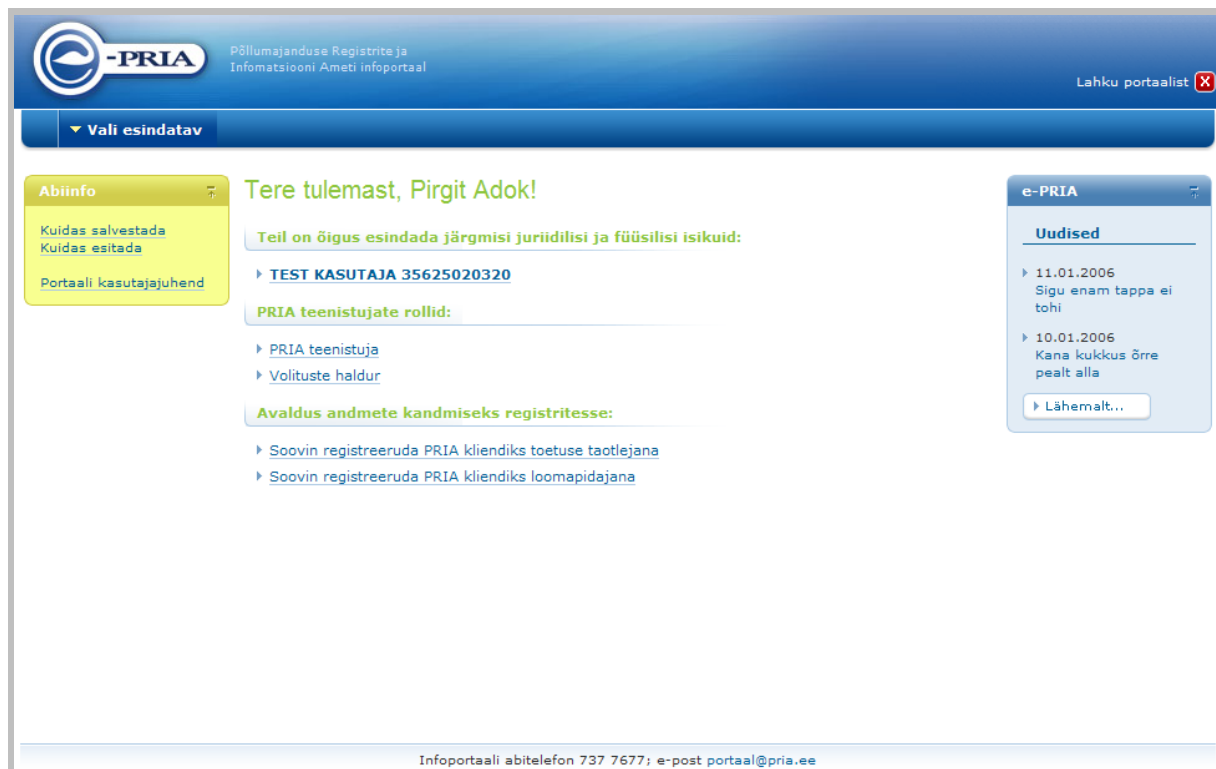 e-PRIA
Põllumajanduse Registrite ja
Infomatsiooni Ameti infoportaal
Lahku portaalist X
Vali esindatav
Abiinfo
Kuidas salvestada
Kuidas esitada
Portaali kasutajajuhend
Tere tulemast, Pirgit Adok!
Teil on õigus esindada järgmisi juriidilisi ja füüsilisi isikuid:
TEST KASUTAJA 35625020320
PRIA teenistujate rollid:
PRIA teenistuja
Volituste haldur
Avaldus andmete kandmiseks registritesse:
Soovin registreeruda PRIA kliendiks toetuse taotlejana
Soovin registreeruda PRIA kliendiks loomapidajana
e-PRIA
Uudised
11.01.2006
Sigu enam tappa ei
tohi
10.01.2006
Kana kukkus õrre
pealt alla
Lähemalt...
Infoportaali abitelefon 737 7677; e-post portaal@pria.ee